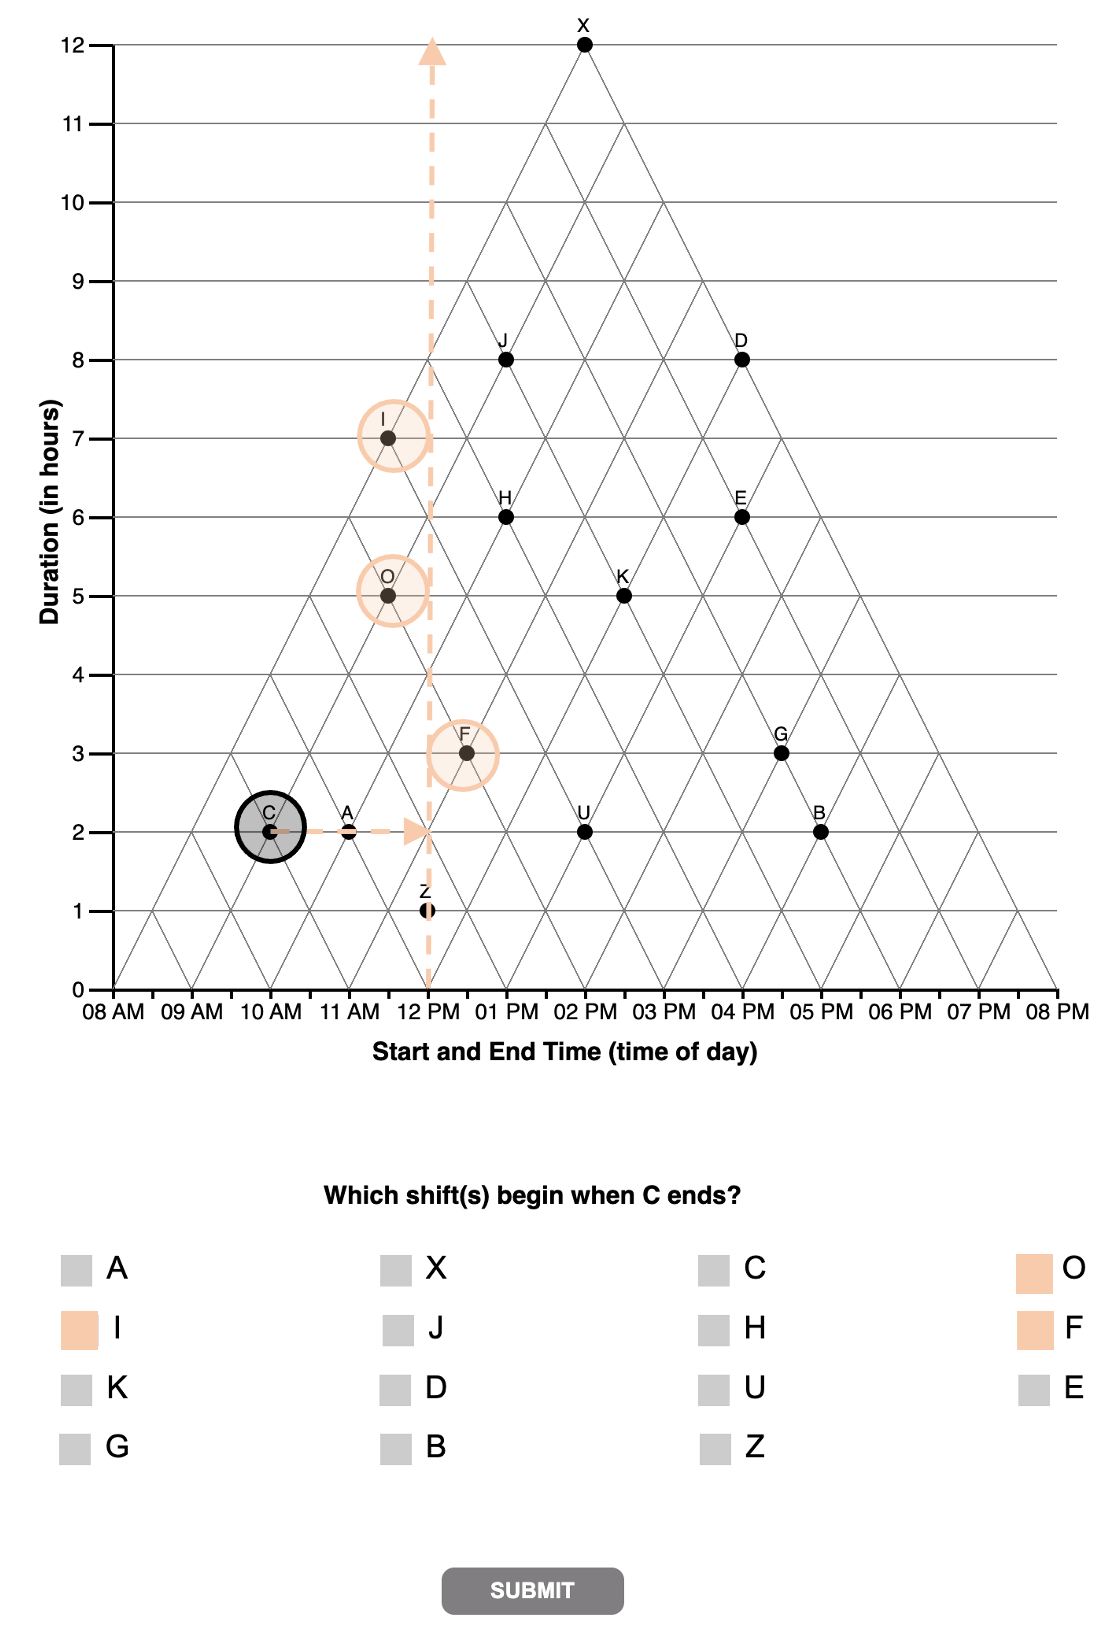 X
12
11
10
9
J
D
8
I
7
H
E
6
O
K
5
4
F
G
3
C
A
U
B
2
Z
1
0
Duration (in hours)
08 AM 09 AM 10 AM 11 AM 12 PM 01 PM 02 PM 03 PM 04 PM 05 PM 06 PM 07 PM 08 PM
Start and End Time (time of day)
Which shift(s) begin when C ends?
A X C O
I J H F
K D U E
G B Z
SUBMIT